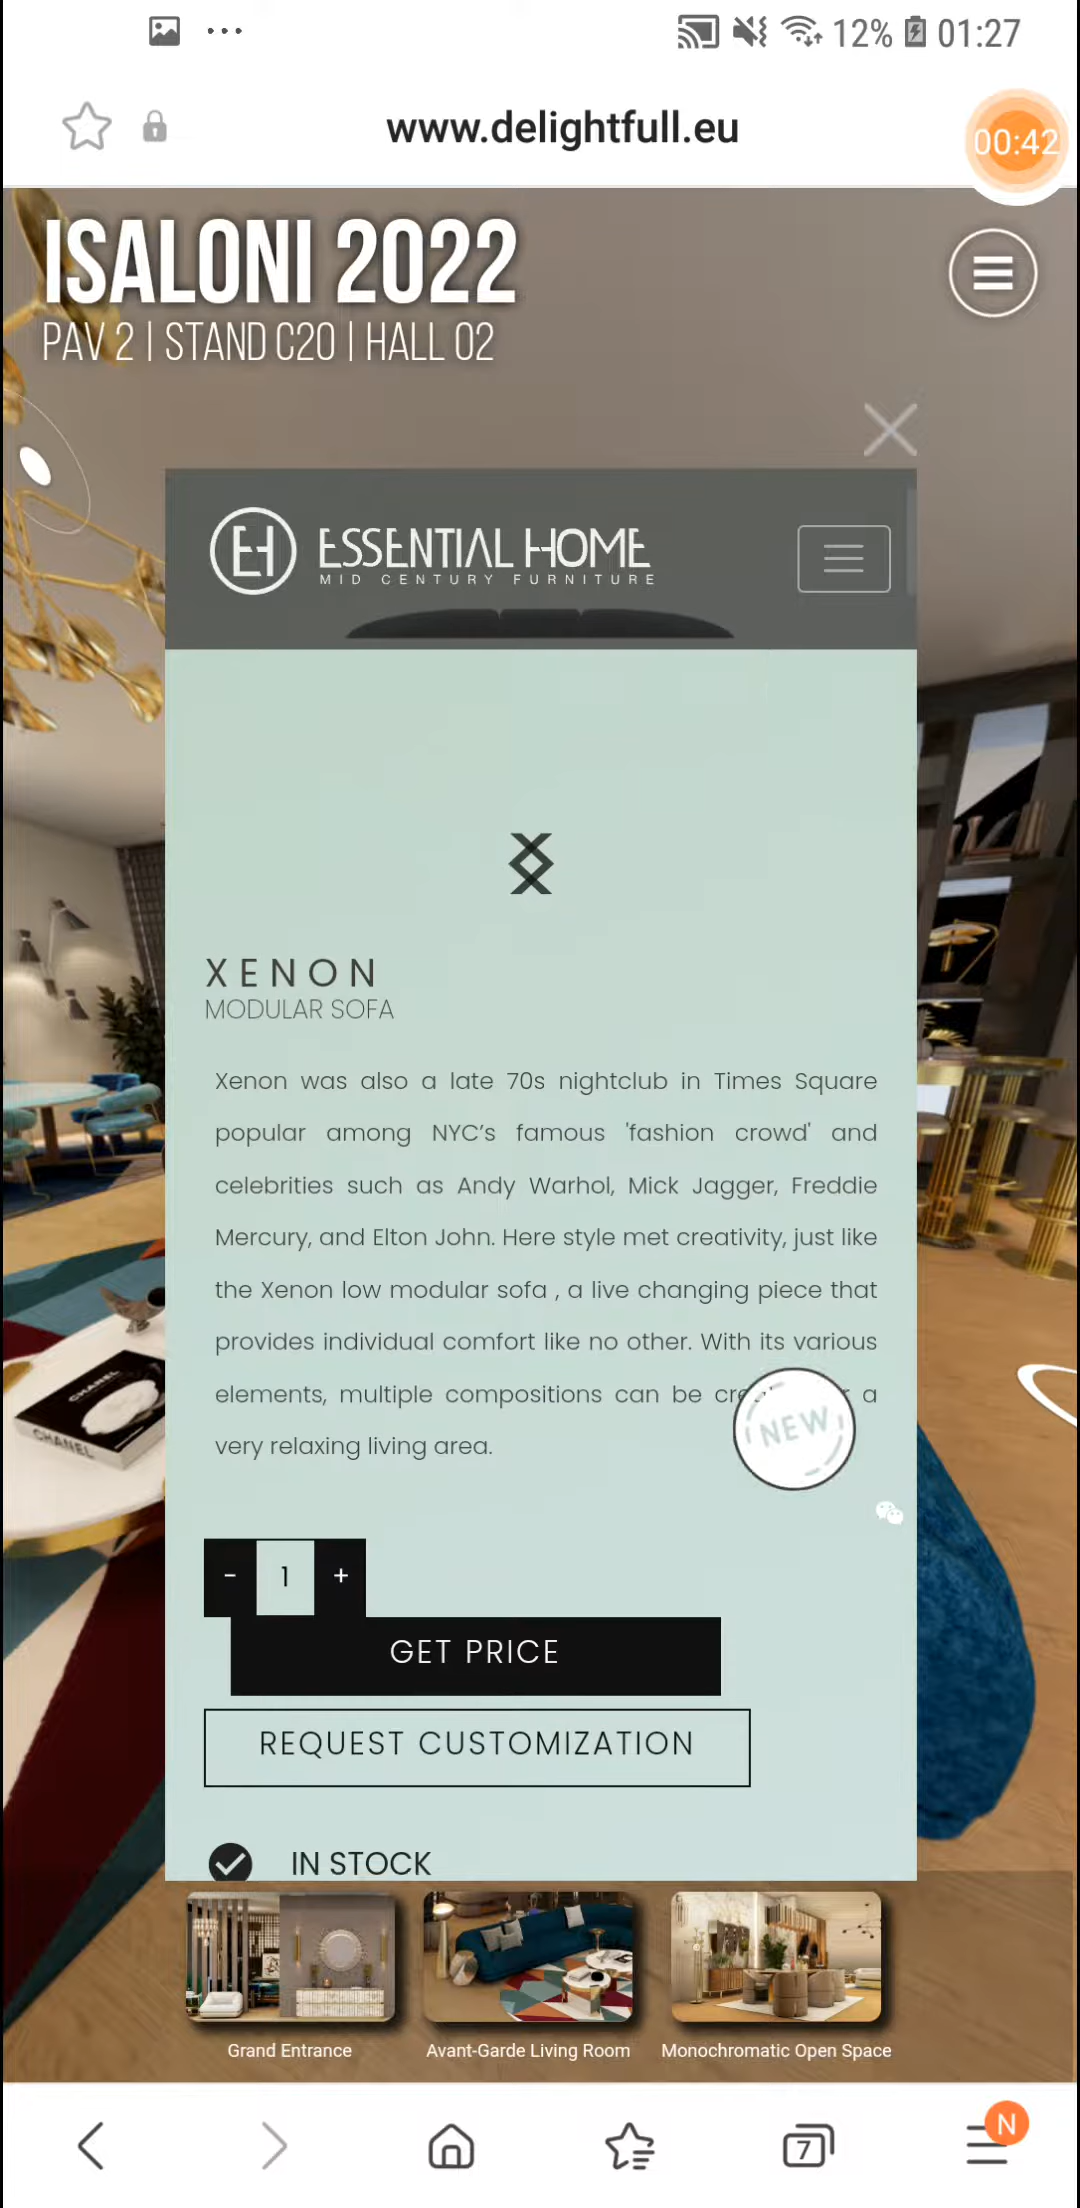 12% 01:27
www.delightfull.eu
00:42
ISALONI 2022
PAV 2 | STAND C20 | HALL 02
EH ESSENTIAL HOME
MID CENTURY FURNITURE
XENON
MODULAR SOFA
Xenon was also a late 70s nightclub in Times Square
popular among NYC’s famous 'fashion crowd' and
celebrities such as Andy Warhol, Mick Jagger, Freddie
Mercury, and Elton John. Here style met creativity, just like
the Xenon low modular sofa , a live changing piece that
provides individual comfort like no other. With its various
elements, multiple compositions can be a
NEW
very relaxing living area.
CHANEL
CHANEL
- 1 +
GET PRICE
REQUEST CUSTOMIZATION
IN STOCK
Grand Entrance
Avant-Garde Living Room
Monochromatic Open Space
7
N